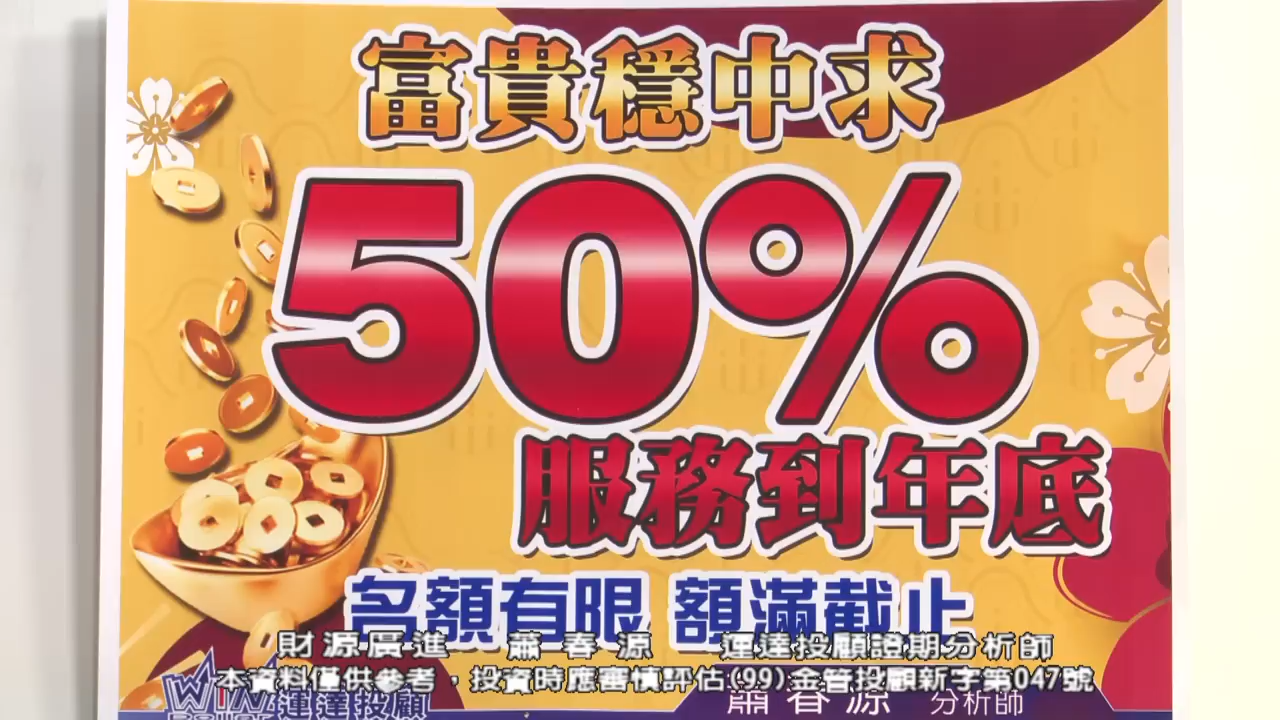 富貴穩中求
50%
服務到年底
名額有限 額滿截止
財源廣進 蕭春源 運達投顧證期分析師
本資料僅供參考，投資時應審慎評估(99)金管投顧新字第047號
WIN 運達投顧 蕭春源 分析師